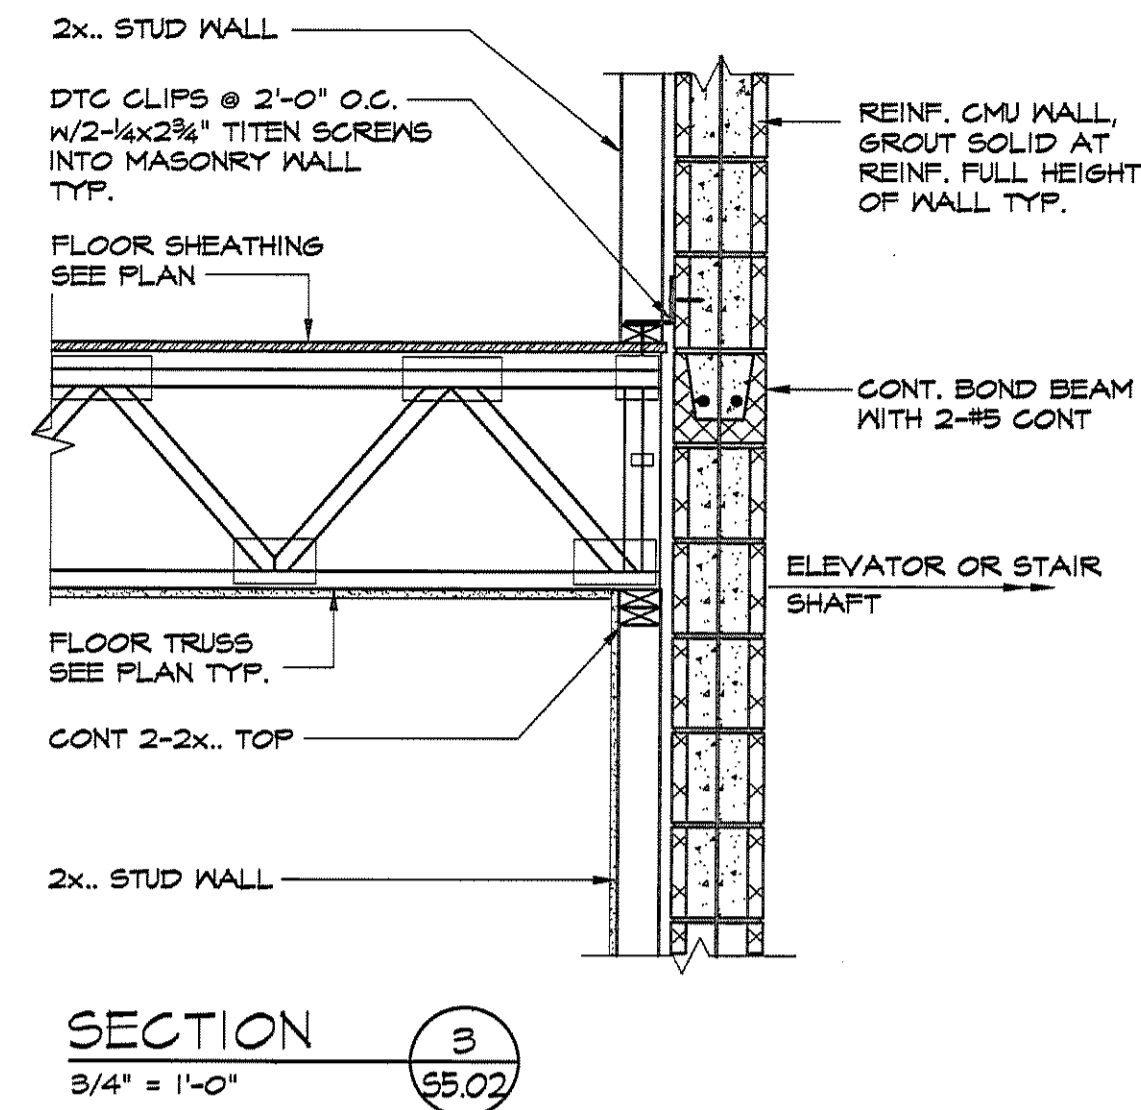 2x.. STUD WALL
DTC CLIPS @ 2'-0" O.C.
W/2-¼x2¾" TITEN SCREWS
INTO MASONRY WALL
TYP.
FLOOR SHEATHING
SEE PLAN
REINF. CMU WALL,
GROUT SOLID AT
REINF. FULL HEIGHT
OF WALL TYP.
CONT. BOND BEAM
WITH 2-#5 CONT
ELEVATOR OR STAIR
SHAFT
FLOOR TRUSS
SEE PLAN TYP.
CONT 2-2x.. TOP
2x.. STUD WALL
SECTION
3/4" = 1'-0"
3
S5.02